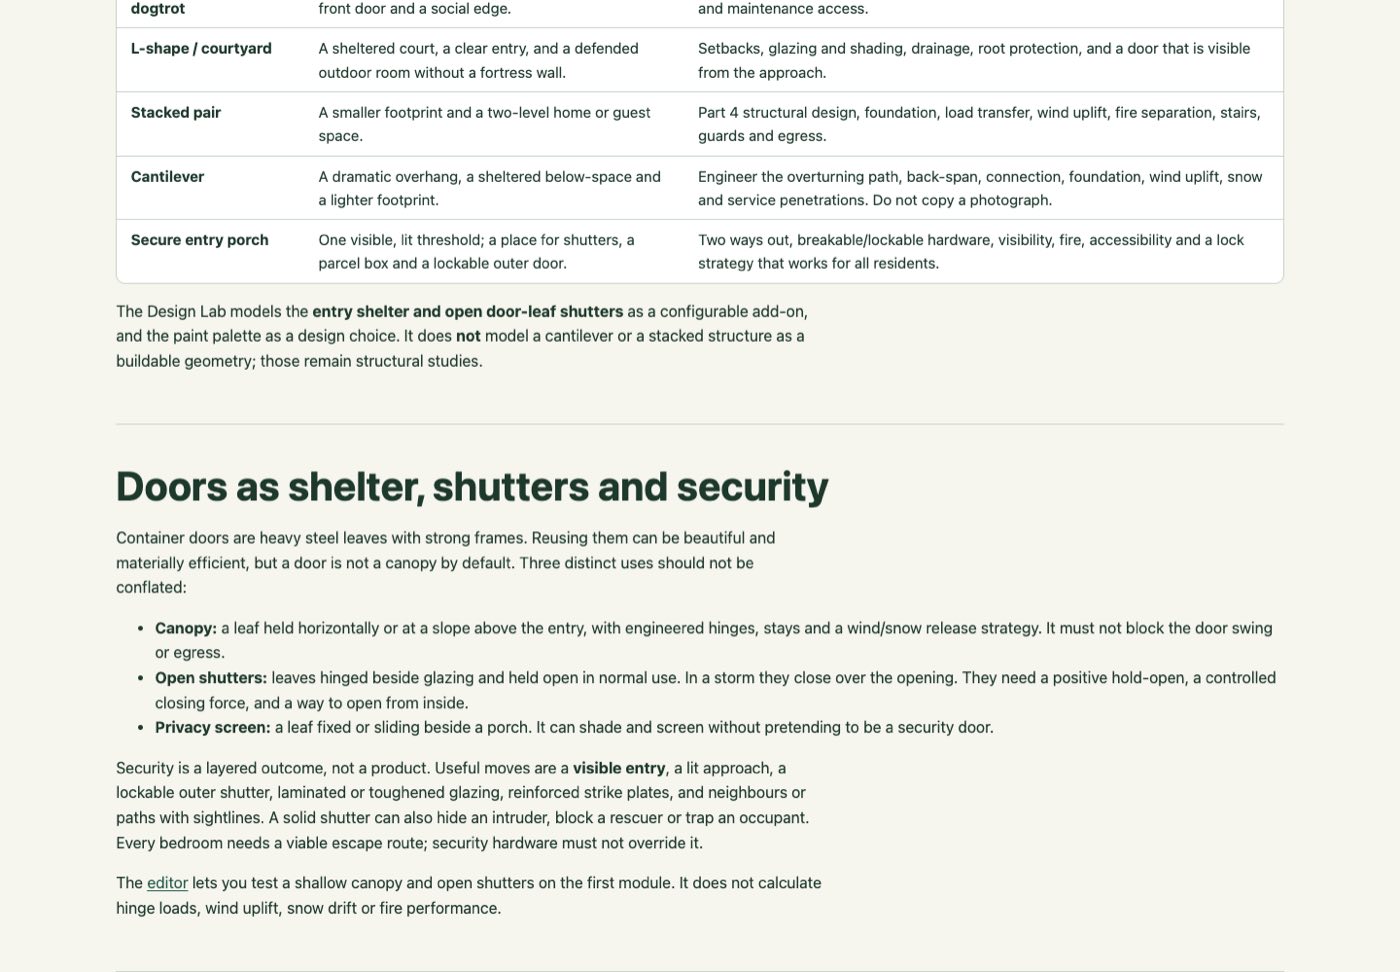 dogtrot
front door and a social edge.
and maintenance access.
L-shape / courtyard
A sheltered court, a clear entry, and a defended
outdoor room without a fortress wall.
Setbacks, glazing and shading, drainage, root protection, and a door that is visible
from the approach.
Stacked pair
A smaller footprint and a two-level home or guest
space.
Part 4 structural design, foundation, load transfer, wind uplift, fire separation, stairs,
guards and egress.
Cantilever
A dramatic overhang, a sheltered below-space and
a lighter footprint.
Engineer the overturning path, back-span, connection, foundation, wind uplift, snow
and service penetrations. Do not copy a photograph.
Secure entry porch
One visible, lit threshold; a place for shutters, a
parcel box and a lockable outer door.
Two ways out, breakable/lockable hardware, visibility, fire, accessibility and a lock
strategy that works for all residents.
The Design Lab models the entry shelter and open door-leaf shutters as a configurable add-on,
and the paint palette as a design choice. It does not model a cantilever or a stacked structure as a
buildable geometry; those remain structural studies.
Doors as shelter, shutters and security
Container doors are heavy steel leaves with strong frames. Reusing them can be beautiful and
materially efficient, but a door is not a canopy by default. Three distinct uses should not be
conflated:
• Canopy: a leaf held horizontally or at a slope above the entry, with engineered hinges, stays and a wind/snow release strategy. It must not block the door swing
or egress.
• Open shutters: leaves hinged beside glazing and held open in normal use. In a storm they close over the opening. They need a positive hold-open, a controlled
closing force, and a way to open from inside.
• Privacy screen: a leaf fixed or sliding beside a porch. It can shade and screen without pretending to be a security door.
Security is a layered outcome, not a product. Useful moves are a visible entry, a lit approach, a
lockable outer shutter, laminated or toughened glazing, reinforced strike plates, and neighbours or
paths with sightlines. A solid shutter can also hide an intruder, block a rescuer or trap an occupant.
Every bedroom needs a viable escape route; security hardware must not override it.
The editor lets you test a shallow canopy and open shutters on the first module. It does not calculate
hinge loads, wind uplift, snow drift or fire performance.